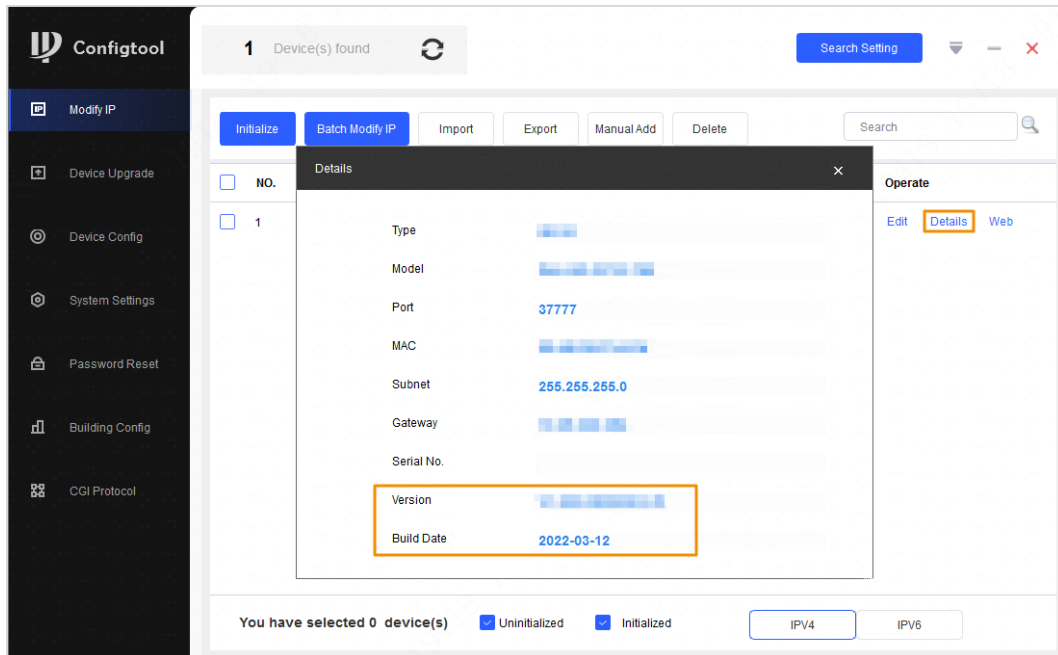 Configtool
1 Device(s) found
Search Setting
Modify IP
Device Upgrade
Device Config
System Settings
Password Reset
Building Config
CGI Protocol
Initialize Batch Modify IP Import Export Manual Add Delete Search
NO. Operate
1 Edit Details Web
Details
Type
Model
Port 37777
MAC
Subnet 255.255.255.0
Gateway
Serial No.
Version
Build Date 2022-03-12
You have selected 0 device(s) Uninitialized Initialized IPV4 IPV6